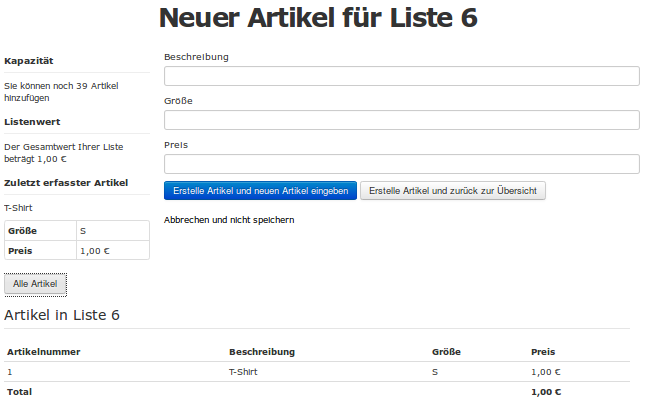 Neuer Artikel für Liste 6
Kapazität
Sie können noch 39 Artikel
hinzufügen
Listenwert
Der Gesamtwert Ihrer Liste
beträgt 1,00 €
Zuletzt erfasster Artikel
T-Shirt
Größe S
Preis 1,00 €
Alle Artikel
Beschreibung
Größe
Preis
Erstelle Artikel und neuen Artikel eingeben Erstelle Artikel und zurück zur Übersicht
Abbrechen und nicht speichern
Artikel in Liste 6
Artikelnummer Beschreibung Größe Preis
1 T-Shirt S 1,00 €
Total 1,00 €